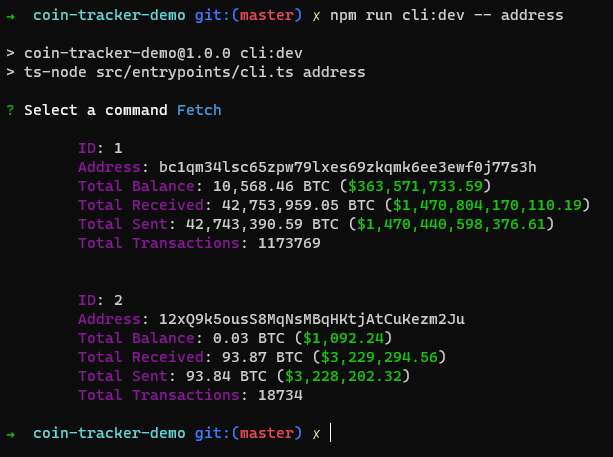 → coin-tracker-demo git:(master) ✗ npm run cli:dev -- address
> coin-tracker-demo@1.0.0 cli:dev
> ts-node src/entrypoints/cli.ts address
? Select a command Fetch
ID: 1
Address: bc1qm34lsc65zpw79lxes69zkqmk6ee3ewf0j77s3h
Total Balance: 10,568.46 BTC ($363,571,733.59)
Total Received: 42,753,959.05 BTC ($1,470,804,170,110.19)
Total Sent: 42,743,390.59 BTC ($1,470,440,598,376.61)
Total Transactions: 1173769
ID: 2
Address: 12xQ9k5ousS8MqNsMBqHKtjAtCuKezm2Ju
Total Balance: 0.03 BTC ($1,092.24)
Total Received: 93.87 BTC ($3,229,294.56)
Total Sent: 93.84 BTC ($3,228,202.32)
Total Transactions: 18734
→ coin-tracker-demo git:(master) ✗